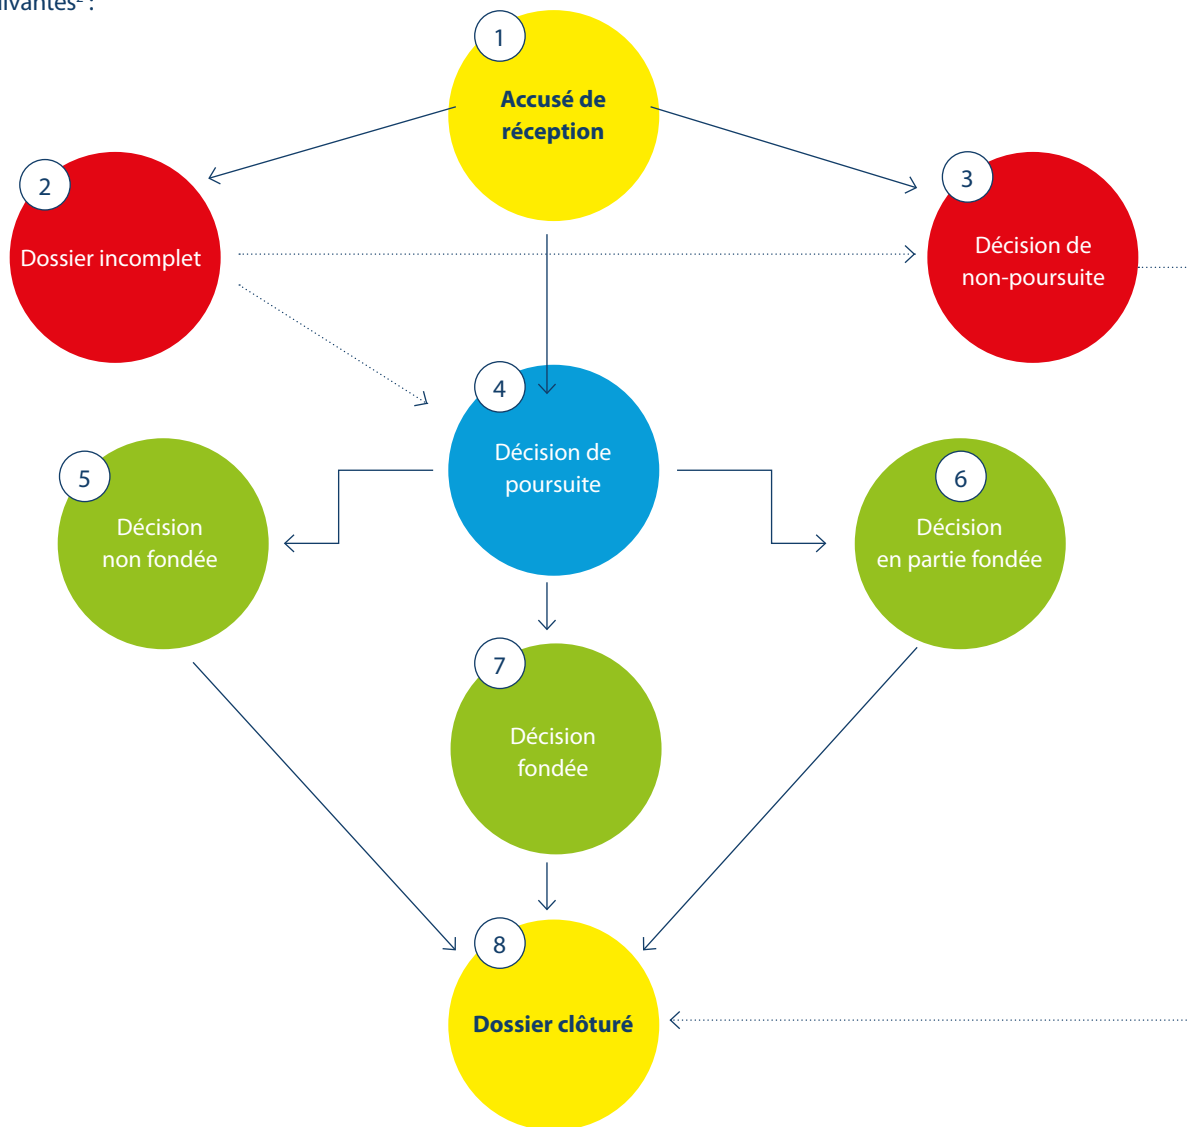 1
Accusé de
réception
2
Dossier incomplet
3
Décision de
non-poursuite
4
Décision de
poursuite
5
Décision
non fondée
6
Décision
en partie fondée
7
Décision
fondée
8
Dossier clôturé